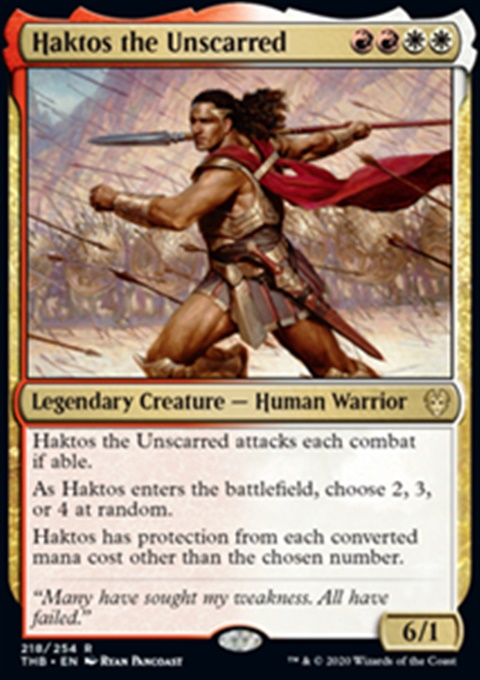 Haktos the Unscarred
Legendary Creature — Human Warrior
Haktos the Unscarred attacks each combat
if able.
As Haktos enters the battlefield, choose 2, 3,
or 4 at random.
Haktos has protection from each converted
mana cost other than the chosen number.
“Many have sought my weakness. All have
failed.”
6/1
218/254 R
THB • EN Ryan Pancoast
™ & © 2020 Wizards of the Coast